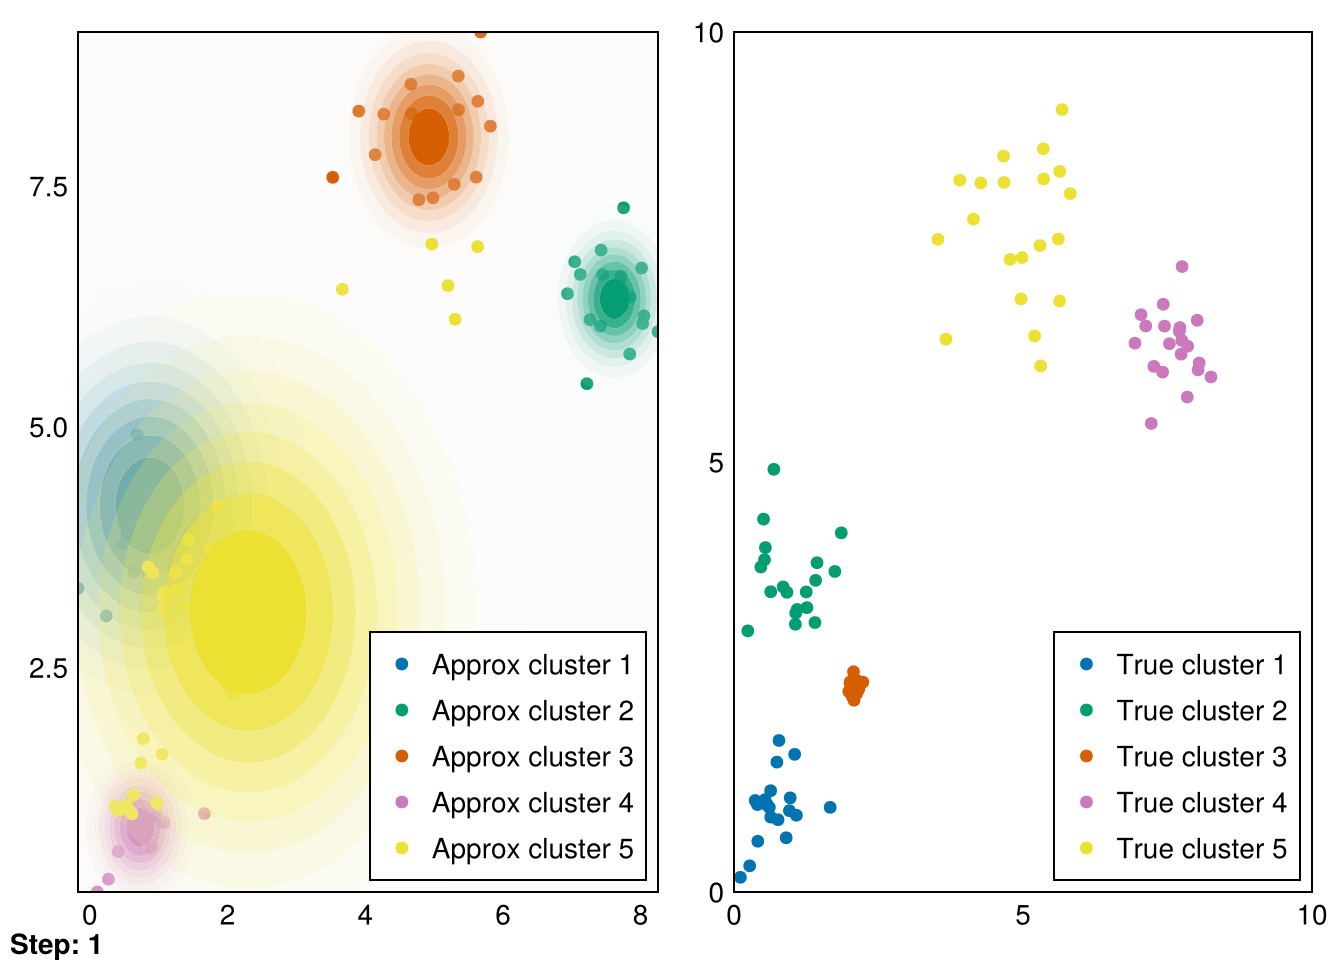 10
7.5
5.0
5
2.5
Approx cluster 1
Approx cluster 2
Approx cluster 3
Approx cluster 4
Approx cluster 5
True cluster 1
True cluster 2
True cluster 3
True cluster 4
True cluster 5
0
0 2 4 6 8
0 5 10
Step: 1